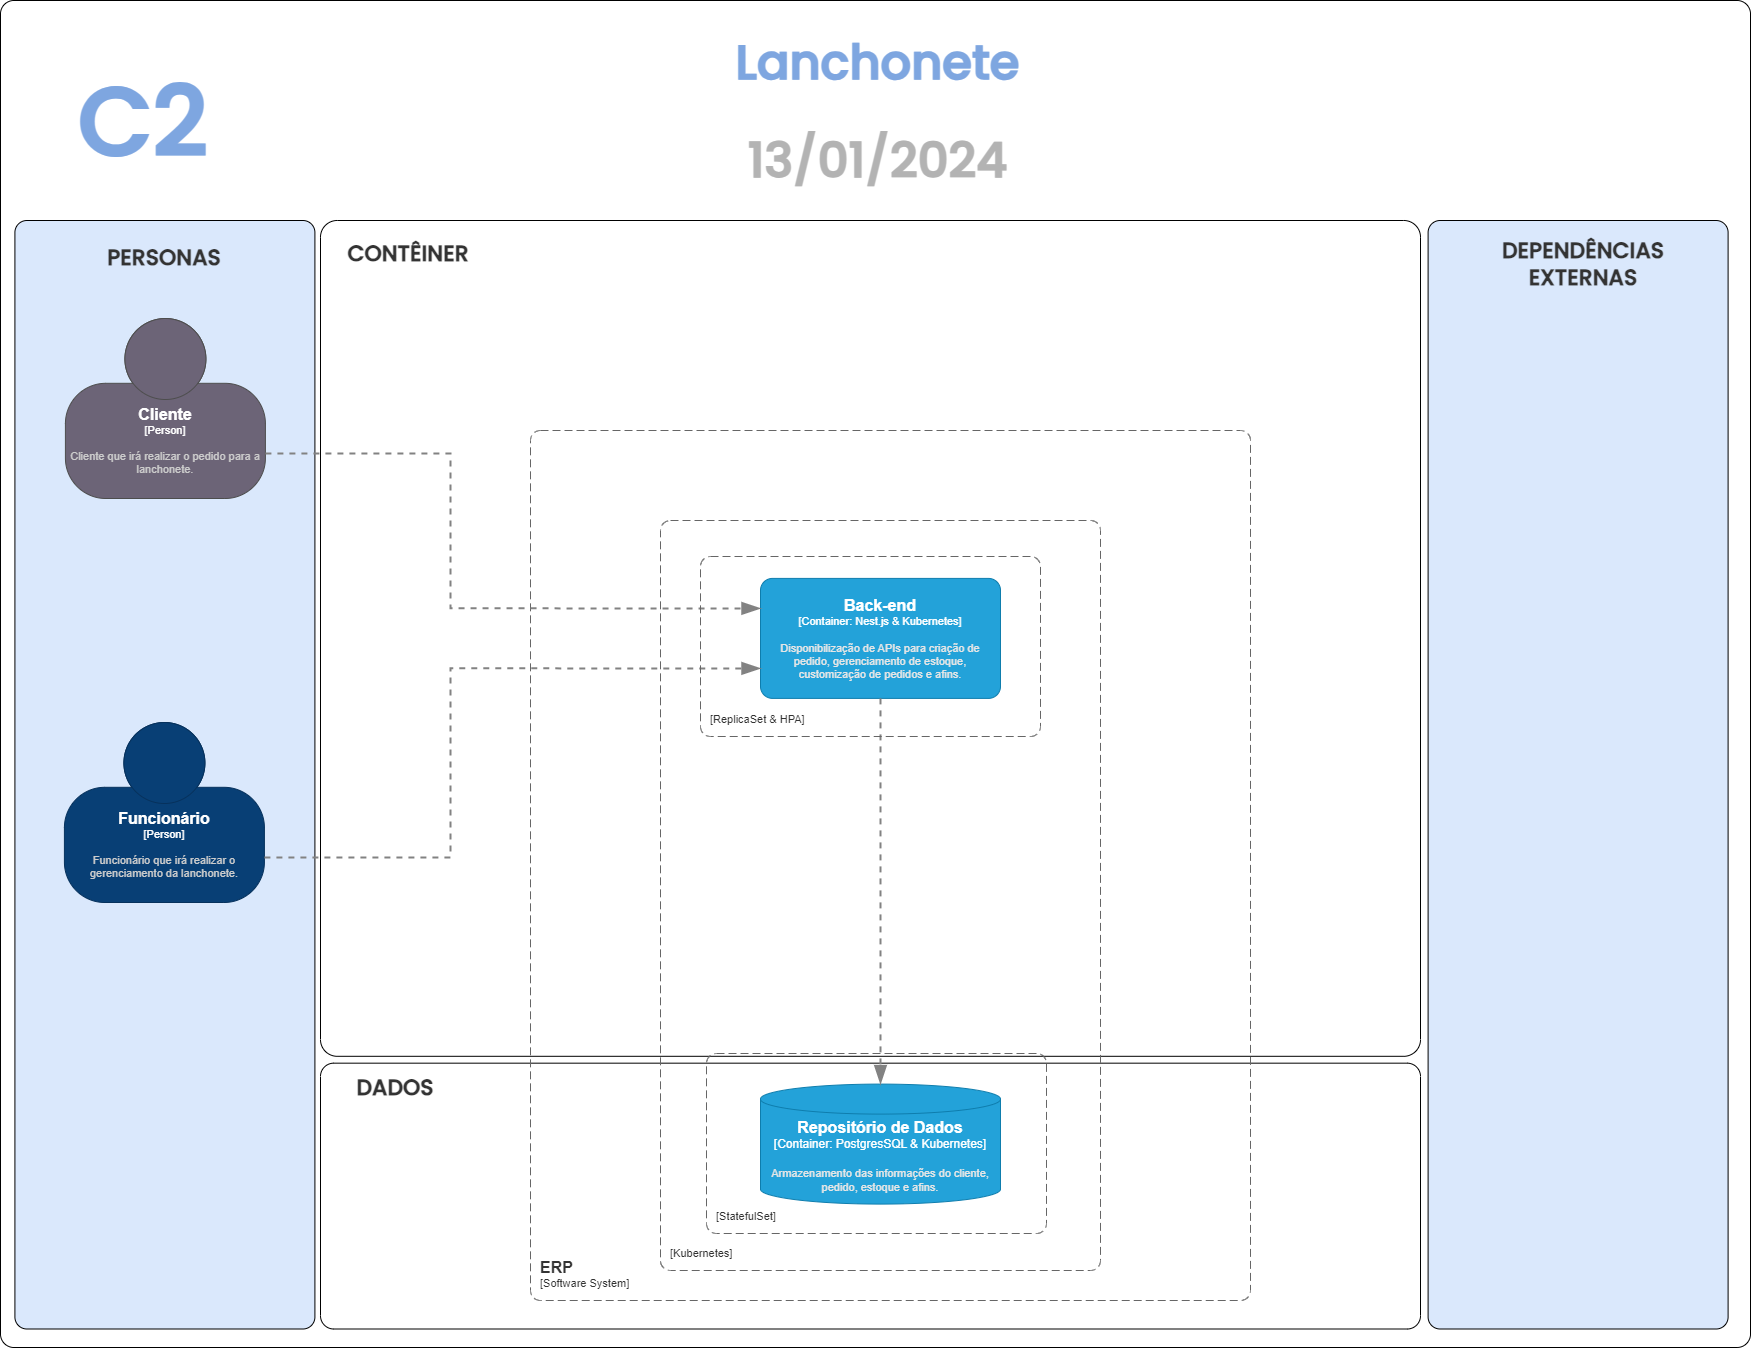 C2
Lanchonete
13/01/2024
PERSONAS
Cliente
[Person]
Cliente que irá realizar o pedido para a
lanchonete.
Funcionário
[Person]
Funcionário que irá realizar o
gerenciamento da lanchonete.
CONTÊINER
Back-end
[Container: Nest.js & Kubernetes]
Disponibilização de APIs para criação de
pedido, gerenciamento de estoque,
customização de pedidos e afins.
[ReplicaSet & HPA]
DADOS
Repositório de Dados
[Container: PostgresSQL & Kubernetes]
Armazenamento das informações do cliente,
pedido, estoque e afins.
[StatefulSet]
[Kubernetes]
ERP
[Software System]
DEPENDÊNCIAS
EXTERNAS